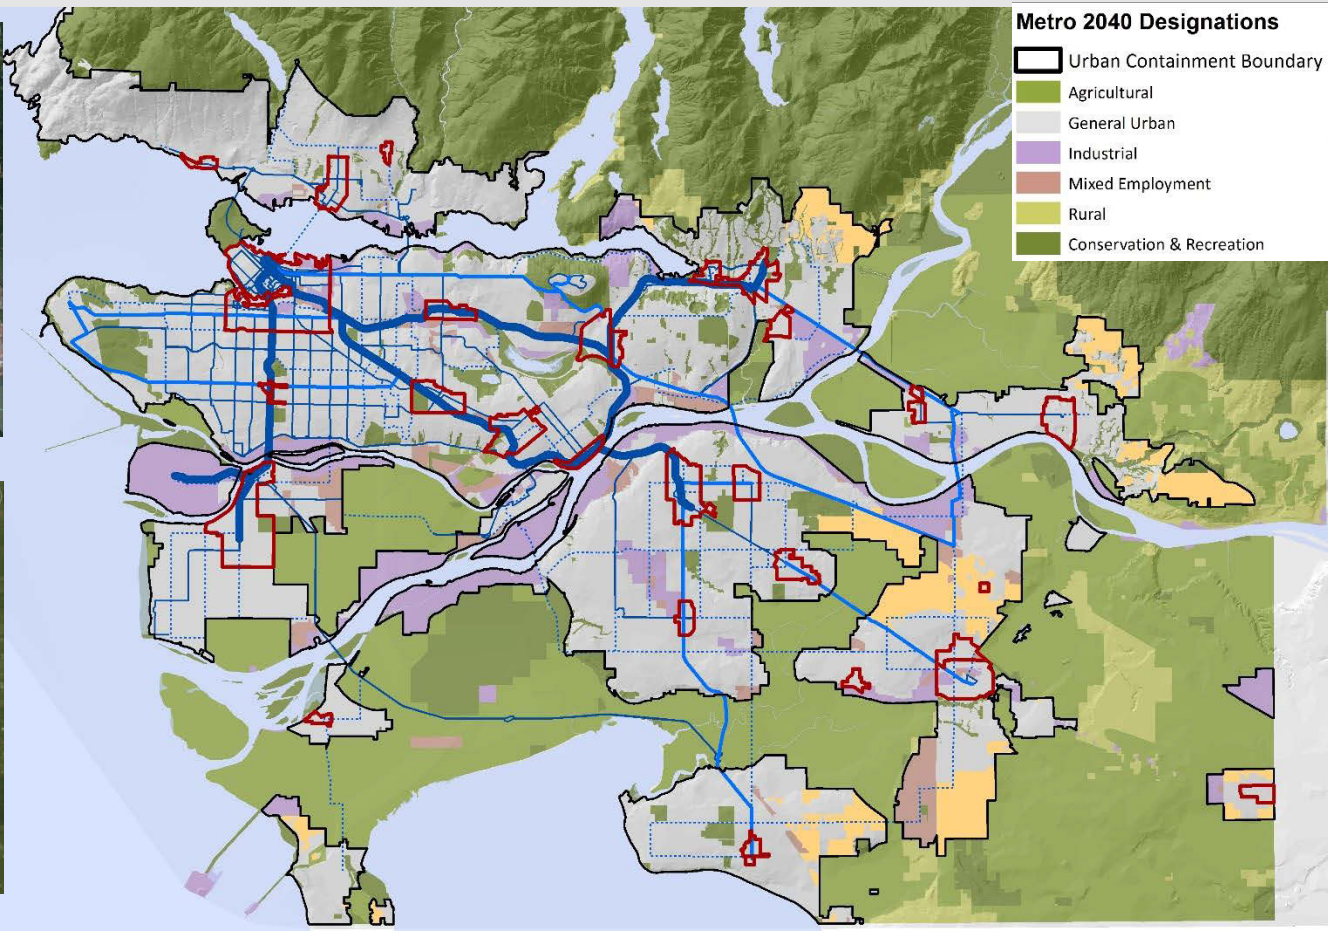 Metro 2040 Designations
Urban Containment Boundary
Agricultural
General Urban
Industrial
Mixed Employment
Rural
Conservation & Recreation